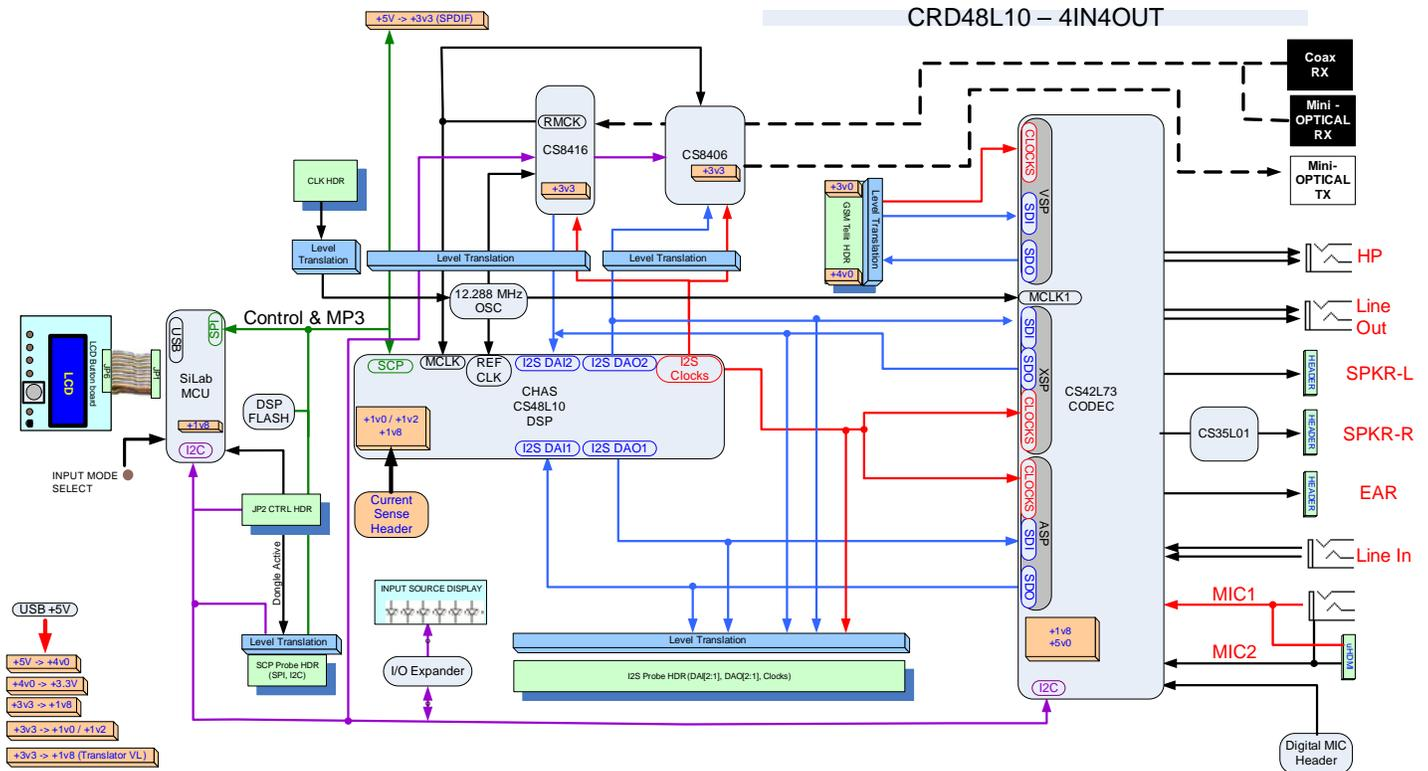 CRD48L10 – 4IN4OUT
+5V -> +3v3 (SPDIF)
Coax
RX
Mini -
OPTICAL
RX
Mini-
OPTICAL
TX
RMCK
CS8416
+3v3
CS8406
+3v3
CLK HDR
Level
Translation
Level Translation
Level Translation
+3v0
GSM Tellit HDR
Level Translation
+4v0
CLOCKS
SDI
SDO
VSP
MCLK1
12.288 MHz
OSC
HP
Line
Out
SPKR-L
SPKR-R
EAR
Line In
MIC1
MIC2
HEADER
HEADER
HEADER
uHDMI
CS35L01
Digital MIC
Header
Control & MP3
LCD Button board
LCD
JP6
JP1
USB
SPI
SiLab
MCU
+1v8
I2C
INPUT MODE
SELECT
DSP
FLASH
SCP
MCLK
REF
CLK
I2S DAI2
I2S DAO2
I2S
Clocks
CHAS
CS48L10
DSP
+1v0 / +1v2
+1v8
I2S DAI1
I2S DAO1
Current
Sense
Header
SDI
SDO
CLOCKS
XSP
CS42L73
CODEC
CLOCKS
SDI
SDO
ASP
+1v8
+5v0
I2C
JP2 CTRL HDR
Dongle Active
Level Translation
SCP Probe HDR
(SPI, I2C)
INPUT SOURCE DISPLAY
I/O Expander
Level Translation
I2S Probe HDR (DAI[2:1], DAO[2:1], Clocks)
USB +5V
+5V -> +4v0
+4v0 -> +3.3V
+3v3 -> +1v8
+3v3 -> +1v0 / +1v2
+3v3 -> +1v8 (Translator VL)